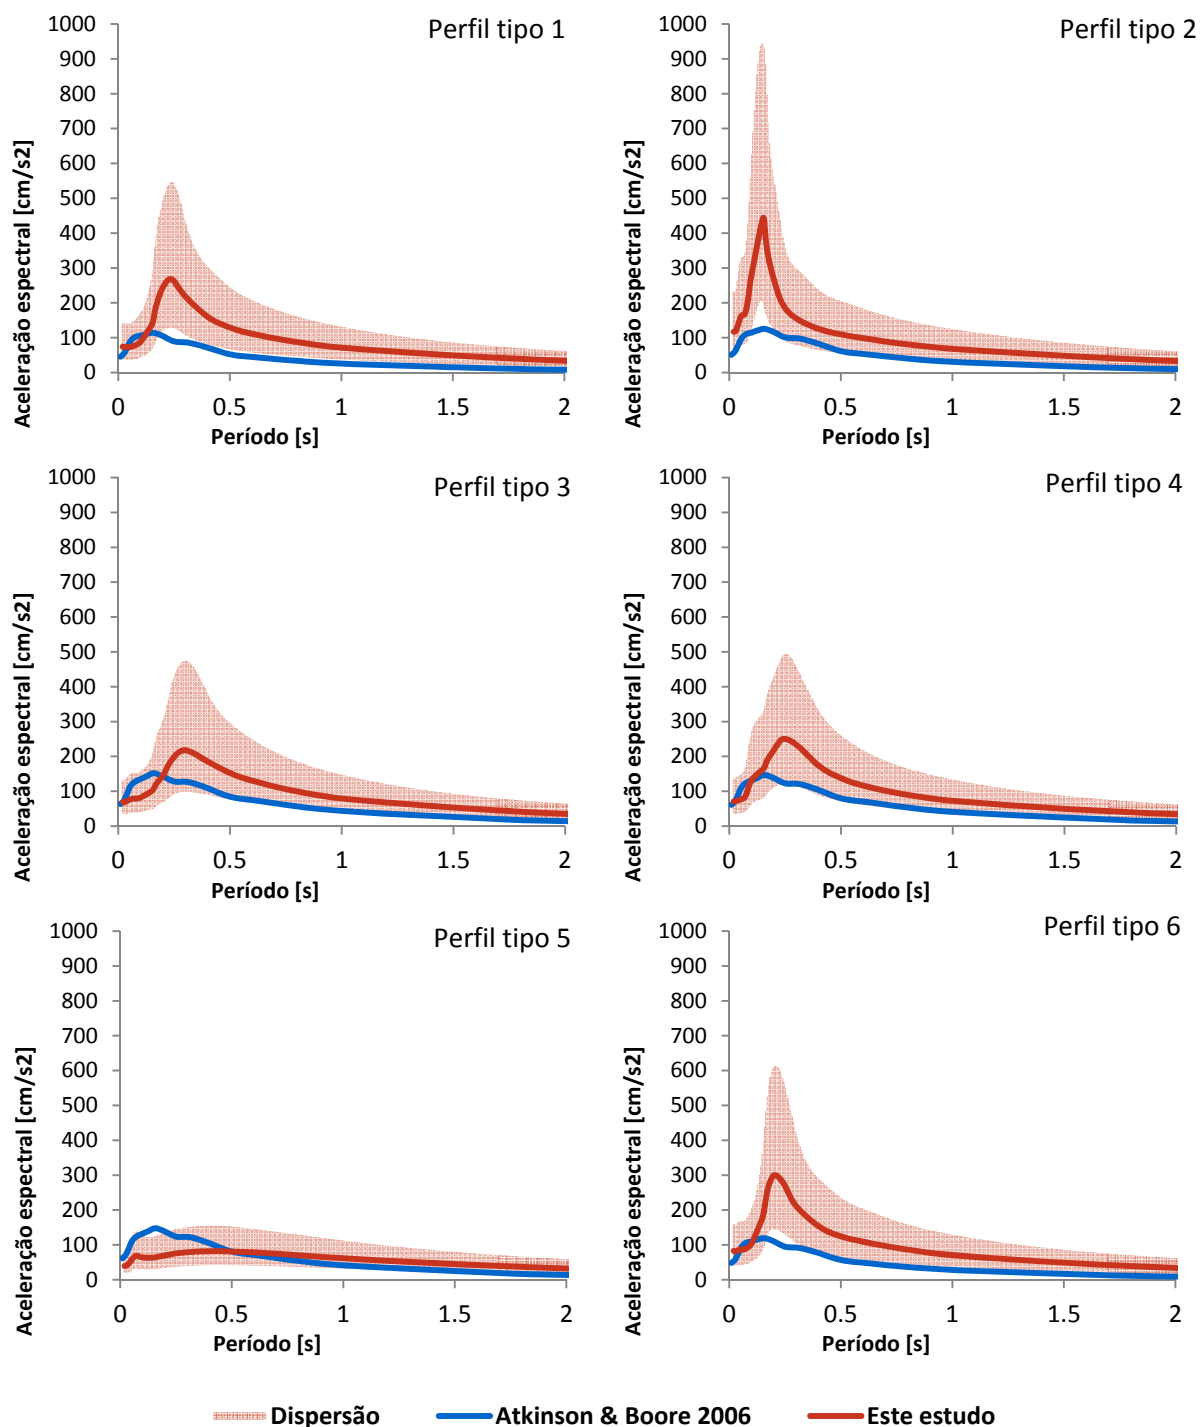 Perfil tipo 1
Aceleração espectral [cm/s2]
1000
900
800
700
600
500
400
300
200
100
0
0 0.5 1 1.5 2
Período [s]
Perfil tipo 2
Aceleração espectral [cm/s2]
1000
900
800
700
600
500
400
300
200
100
0
0 0.5 1 1.5 2
Período [s]
Perfil tipo 3
Aceleração espectral [cm/s2]
1000
900
800
700
600
500
400
300
200
100
0
0 0.5 1 1.5 2
Período [s]
Perfil tipo 4
Aceleração espectral [cm/s2]
1000
900
800
700
600
500
400
300
200
100
0
0 0.5 1 1.5 2
Período [s]
Perfil tipo 5
Aceleração espectral [cm/s2]
1000
900
800
700
600
500
400
300
200
100
0
0 0.5 1 1.5 2
Período [s]
Perfil tipo 6
Aceleração espectral [cm/s2]
1000
900
800
700
600
500
400
300
200
100
0
0 0.5 1 1.5 2
Período [s]
Dispersão Atkinson & Boore 2006 Este estudo